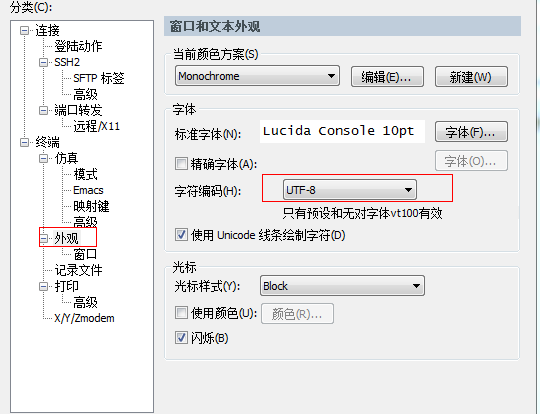 分类(C):
连接
登陆动作
SSH2
SFTP 标签
高级
端口转发
远程/X11
终端
仿真
模式
Emacs
映射键
高级
外观
窗口
记录文件
打印
高级
X/Y/Zmodem
窗口和文本外观
当前颜色方案(S)
Monochrome 编辑(E)... 新建(W)
字体
标准字体(N): Lucida Console 10pt 字体(F)...
精确字体(A): 字体(O)...
字符编码(H): UTF-8
只有预设和无对字体vt100有效
使用 Unicode 线条绘制字符(D)
光标
光标样式(Y): Block
使用颜色(U): 颜色(R)...
闪烁(B)